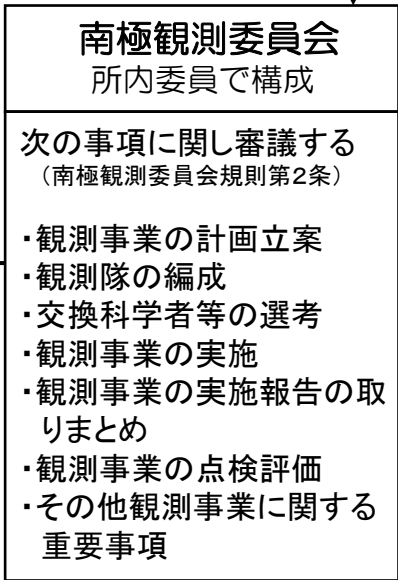 南極観測委員会
所内委員で構成
次の事項に関し審議する
（南極観測委員会規則第２条）
・観測事業の計画立案
・観測隊の編成
・交換科学者等の選考
・観測事業の実施
・観測事業の実施報告の取
りまとめ
・観測事業の点検評価
・その他観測事業に関する
重要事項